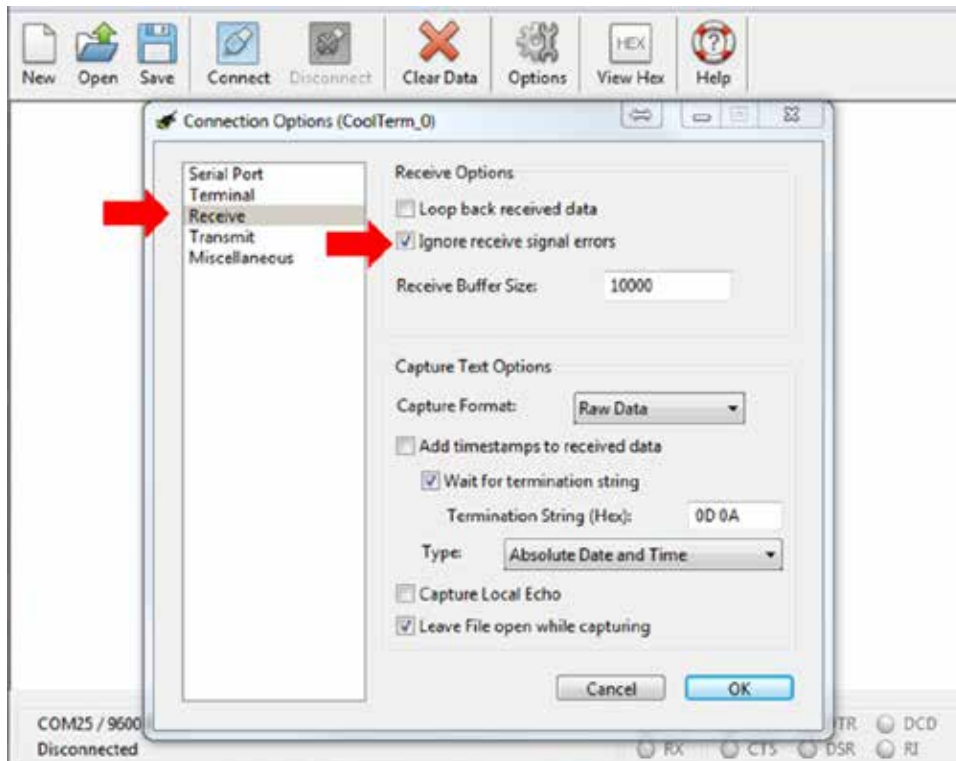 New Open Save Connect Disconnect Clear Data Options HEX View Hex ? Help
Connection Options (CoolTerm_0)
Serial Port
Terminal
Receive
Transmit
Miscellaneous
Receive Options
Loop back received data
Ignore receive signal errors
Receive Buffer Size: 10000
Capture Text Options
Capture Format: Raw Data
Add timestamps to received data
Wait for termination string
Termination String (Hex): 0D 0A
Type: Absolute Date and Time
Capture Local Echo
Leave File open while capturing
Cancel OK
COM25 / 9600 DCD
Disconnected RX CTS DSR RI